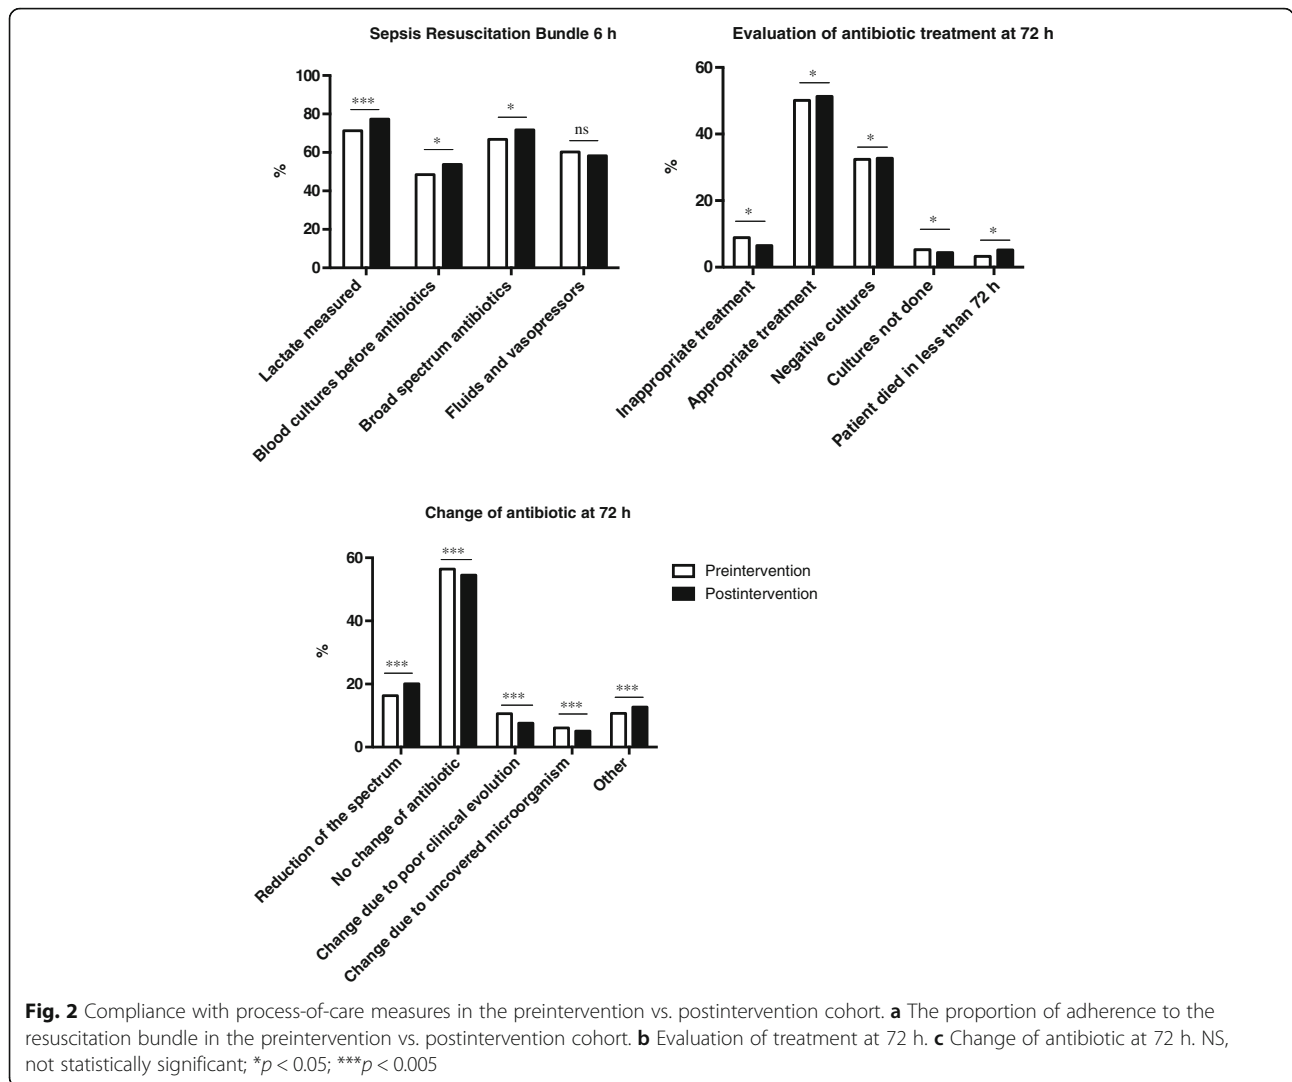 Sepsis Resuscitation Bundle 6 h
100
80
60
40
20
0
%
***
*
*
ns
Lactate measured
Blood cultures before antibiotics
Broad spectrum antibiotics
Fluids and vasopressors
Evaluation of antibiotic treatment at 72 h
60
40
20
0
%
*
*
*
*
*
Inappropriate treatment
Appropriate treatment
Negative cultures
Cultures not done
Patient died in less than 72 h
Change of antibiotic at 72 h
60
40
20
0
%
***
***
***
***
***
Reduction of the spectrum
No change of antibiotic
Change due to poor clinical evolution
Change due to uncovered microorganism
Other
Preintervention
Postintervention
Fig. 2 Compliance with process-of-care measures in the preintervention vs. postintervention cohort. a The proportion of adherence to the
resuscitation bundle in the preintervention vs. postintervention cohort. b Evaluation of treatment at 72 h. c Change of antibiotic at 72 h. NS,
not statistically significant; *p < 0.05; ***p < 0.005